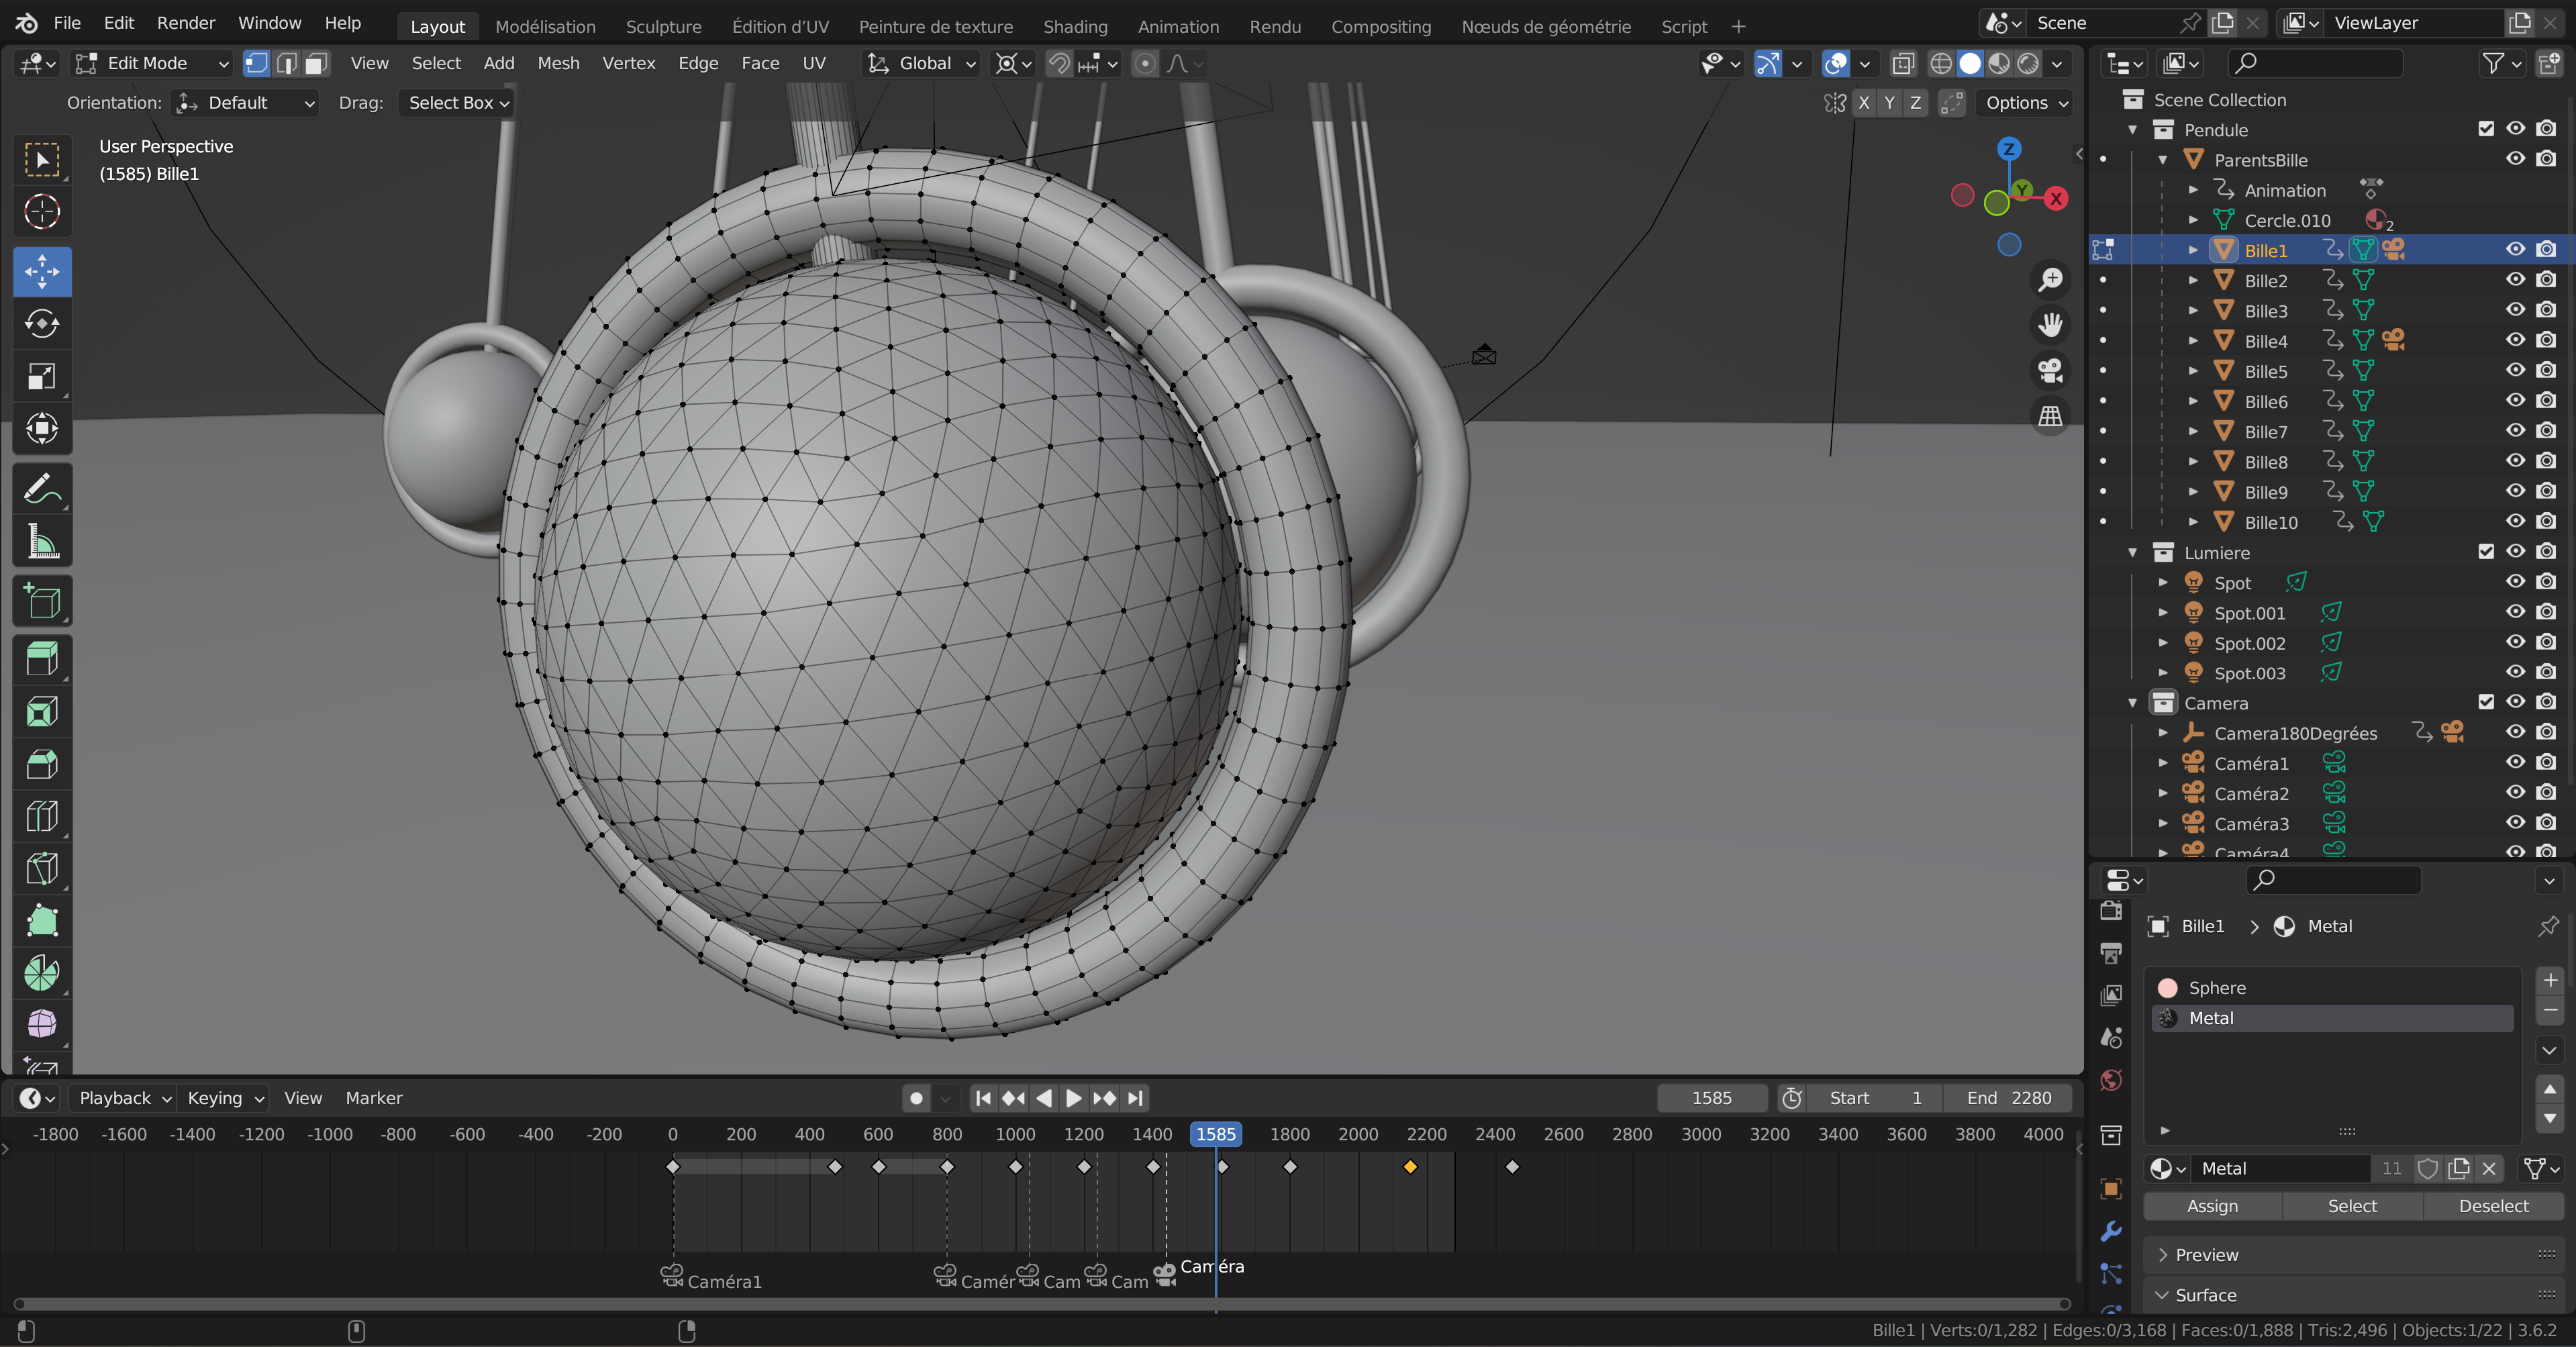 File Edit Render Window Help Layout Modélisation Sculpture Édition d'UV Peinture de texture Shading Animation Rendu Compositing Nœuds de géométrie Script + Scene ViewLayer
Edit Mode View Select Add Mesh Vertex Edge Face UV Global
Orientation: Default Drag: Select Box X Y Z Options
User Perspective
(1585) Bille1
Z
Y
X
Scene Collection
Pendule
ParentsBille
Animation
Cercle.010 2
Bille1
Bille2
Bille3
Bille4
Bille5
Bille6
Bille7
Bille8
Bille9
Bille10
Lumiere
Spot
Spot.001
Spot.002
Spot.003
Camera
Camera180Degrées
Caméra1
Caméra2
Caméra3
Caméra4
Bille1 > Metal
Sphere
Metal
Metal 11
Assign Select Deselect
Preview
Surface
Playback Keying View Marker 1585 Start 1 End 2280
-1800 -1600 -1400 -1200 -1000 -800 -600 -400 -200 0 200 400 600 800 1000 1200 1400 1585 1800 2000 2200 2400 2600 2800 3000 3200 3400 3600 3800 4000
Caméra1 Camér Cam Cam Caméra
Bille1 | Verts:0/1,282 | Edges:0/3,168 | Faces:0/1,888 | Tris:2,496 | Objects:1/22 | 3.6.2